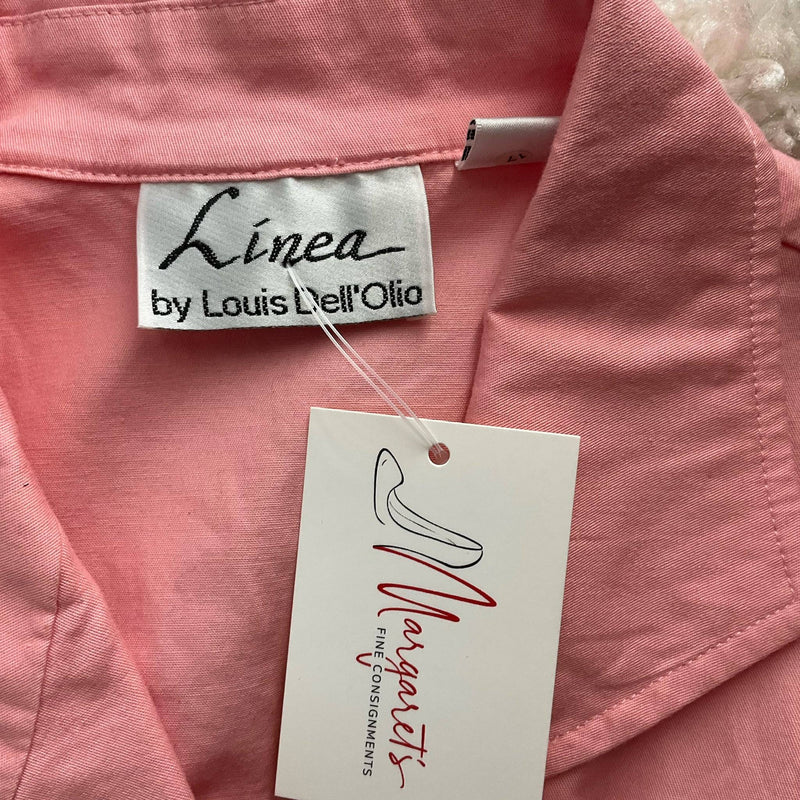 Linea
by Louis Dell'Olio
Margaret's
FINE CONSIGNMENTS